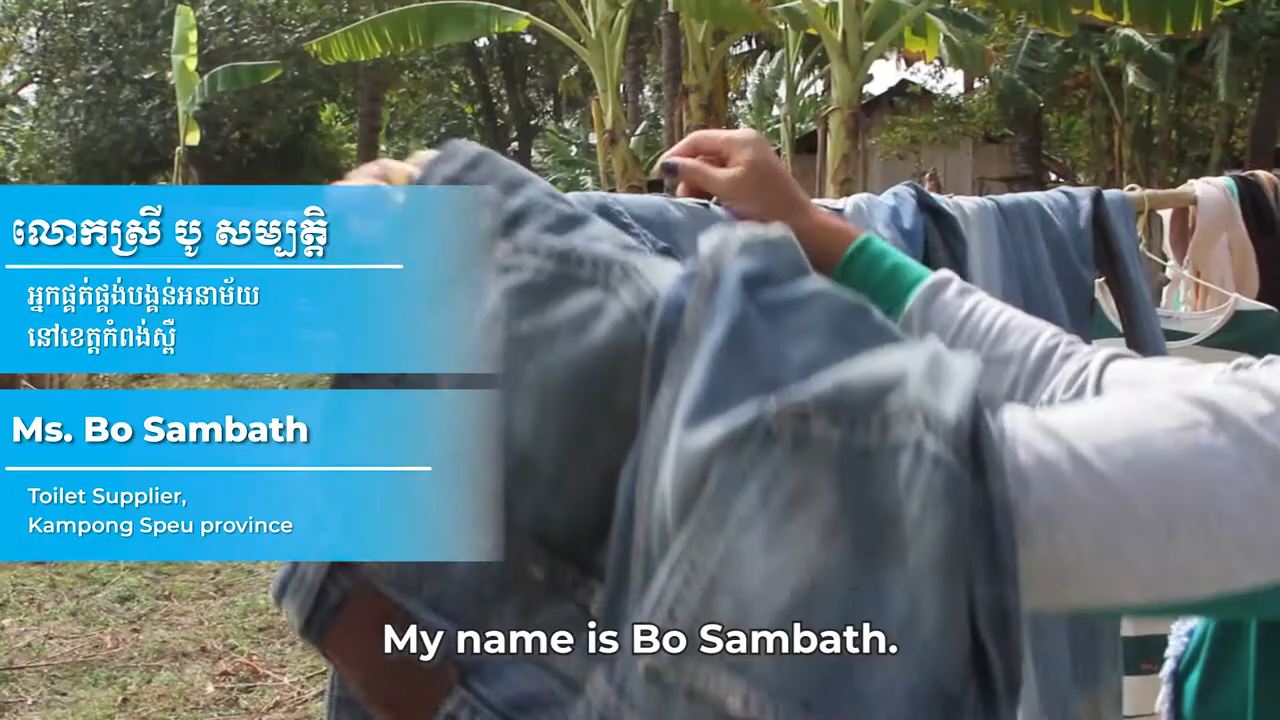 លោកស្រី បូ សម្បត្តិ
អ្នកផ្គត់ផ្គង់បង្គន់អនាម័យ
នៅខេត្តកំពង់ស្ពឺ
Ms. Bo Sambath
Toilet Supplier,
Kampong Speu province
My name is Bo Sambath.